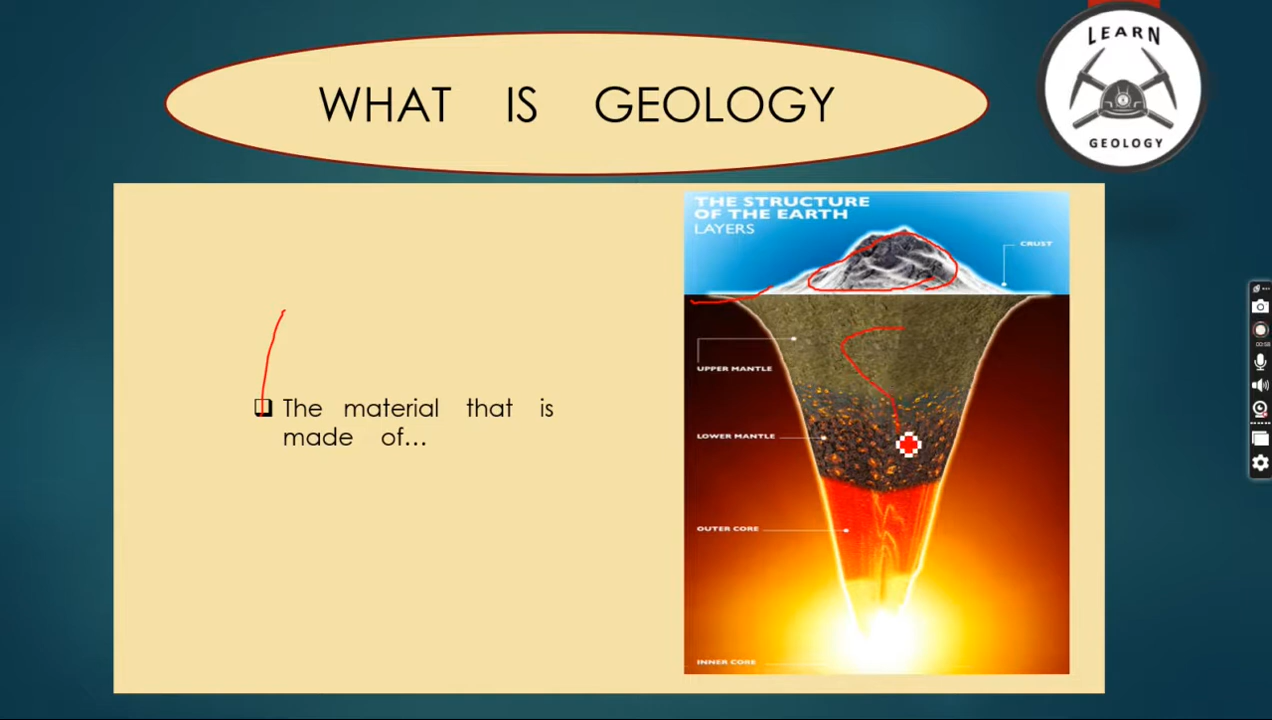 WHAT IS GEOLOGY
LEARN
GEOLOGY
The material that is
made of...
THE STRUCTURE
OF THE EARTH
LAYERS
CRUST
UPPER MANTLE
LOWER MANTLE
OUTER CORE
INNER CORE